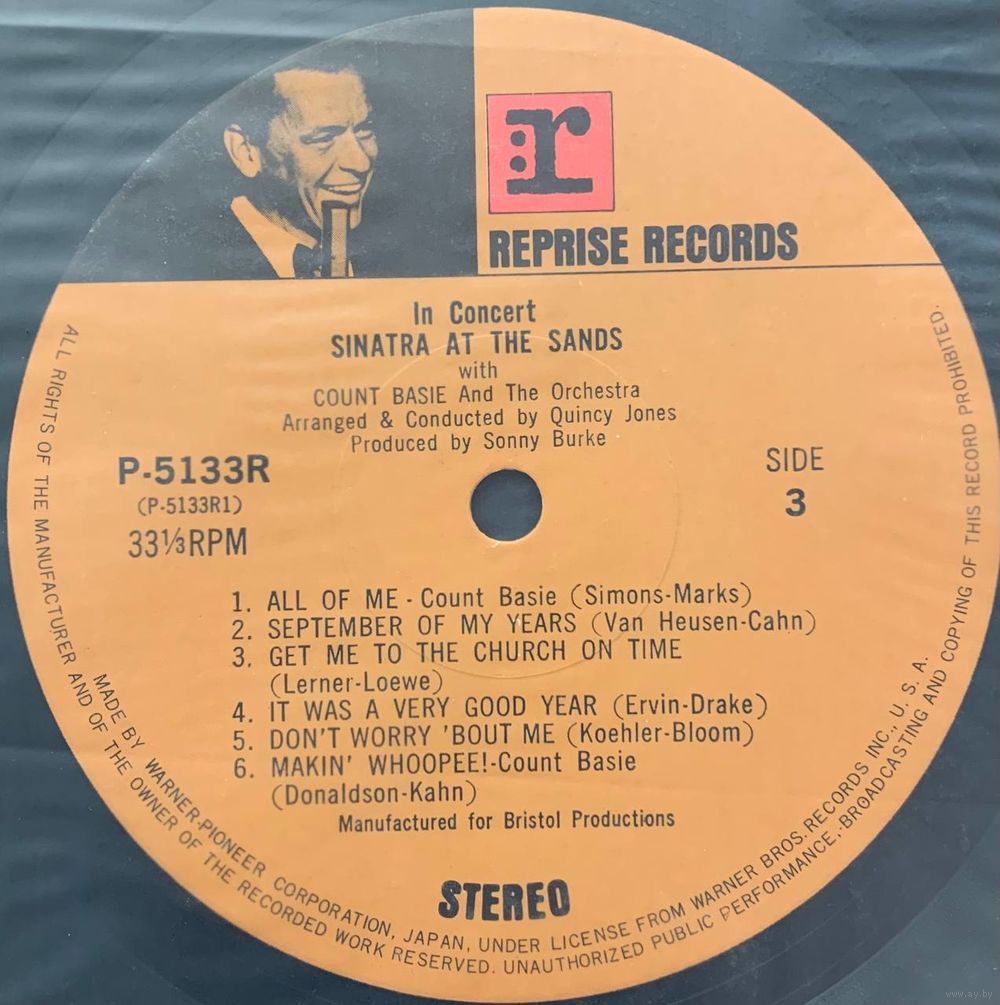 r
REPRISE RECORDS
In Concert
SINATRA AT THE SANDS
with
COUNT BASIE And The Orchestra
Arranged & Conducted by Quincy Jones
Produced by Sonny Burke
P-5133R
(P-5133R1)
33⅓RPM
SIDE
3
1. ALL OF ME - Count Basie (Simons-Marks)
2. SEPTEMBER OF MY YEARS (Van Heusen-Cahn)
3. GET ME TO THE CHURCH ON TIME
(Lerner-Loewe)
4. IT WAS A VERY GOOD YEAR (Ervin-Drake)
5. DON'T WORRY 'BOUT ME (Koehler-Bloom)
6. MAKIN' WHOOPEE!-Count Basie
(Donaldson-Kahn)
Manufactured for Bristol Productions
STEREO
MADE BY WARNER-PIONEER CORPORATION, JAPAN, UNDER LICENSE FROM WARNER BROS. RECORDS INC., U. S. A.
ALL RIGHTS OF THE MANUFACTURER AND OF THE OWNER OF THE RECORDED WORK RESERVED. UNAUTHORIZED PUBLIC PERFORMANCE, BROADCASTING AND COPYING OF THIS RECORD PROHIBITED.
www.ay.by